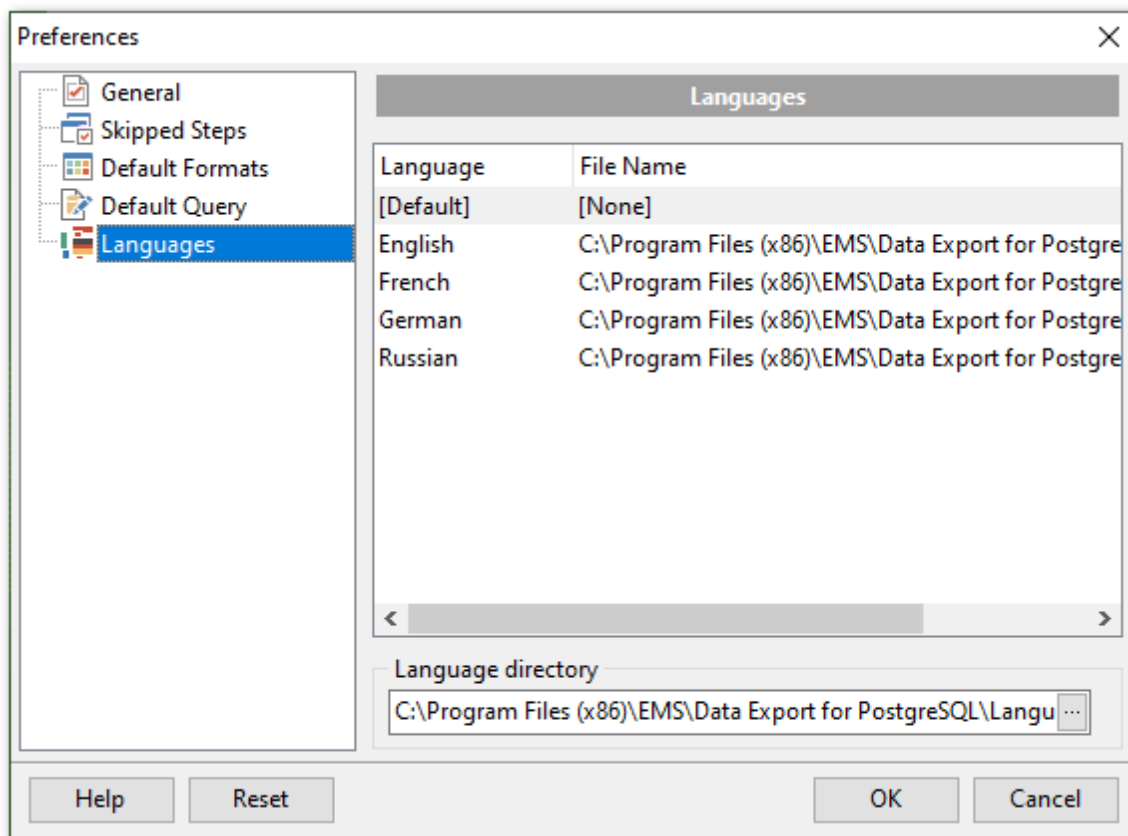 Preferences
General
Skipped Steps
Default Formats
Default Query
Languages
Languages
Language File Name
[Default] [None]
English C:\Program Files (x86)\EMS\Data Export for Postgre
French C:\Program Files (x86)\EMS\Data Export for Postgre
German C:\Program Files (x86)\EMS\Data Export for Postgre
Russian C:\Program Files (x86)\EMS\Data Export for Postgre
Language directory
C:\Program Files (x86)\EMS\Data Export for PostgreSQL\Langu ...
Help Reset OK Cancel